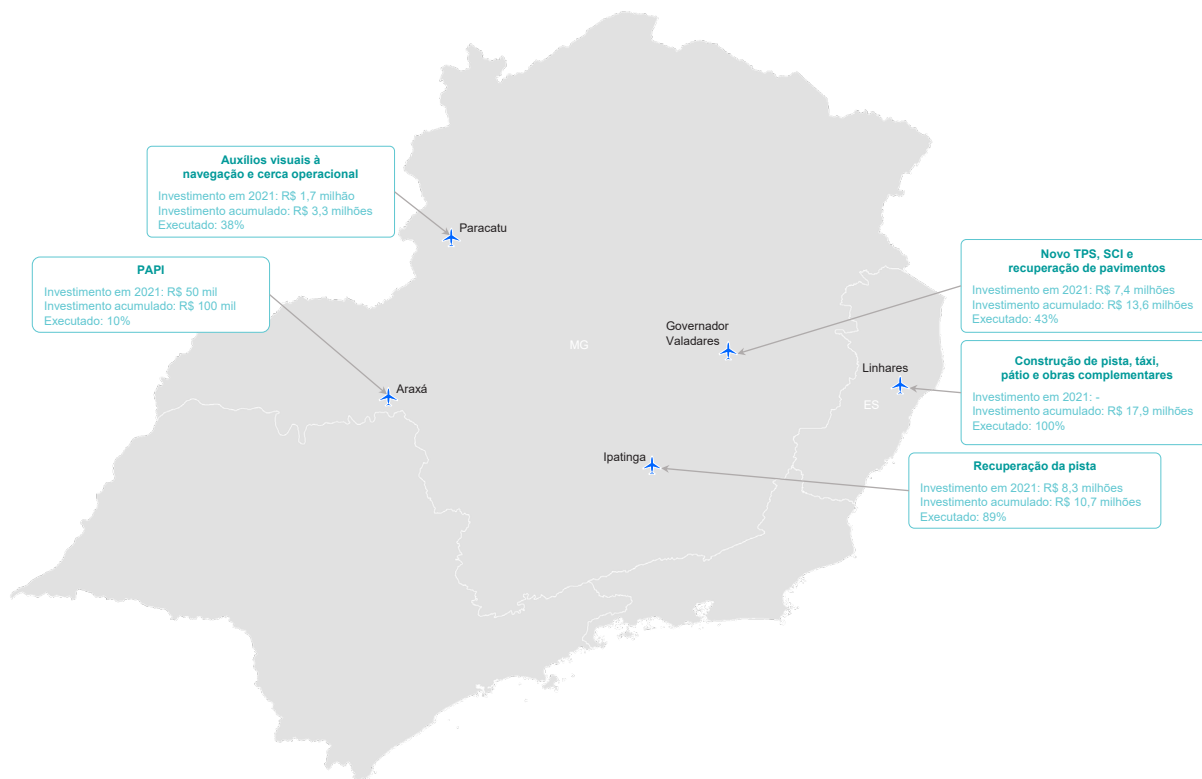 Auxílios visuais à
navegação e cerca operacional
Investimento em 2021: R$ 1,7 milhão
Investimento acumulado: R$ 3,3 milhões
Executado: 38%
Paracatu
PAPI
Investimento em 2021: R$ 50 mil
Investimento acumulado: R$ 100 mil
Executado: 10%
Araxá
MG
Governador
Valadares
Novo TPS, SCI e
recuperação de pavimentos
Investimento em 2021: R$ 7,4 milhões
Investimento acumulado: R$ 13,6 milhões
Executado: 43%
Linhares
ES
Construção de pista, táxi,
pátio e obras complementares
Investimento em 2021: -
Investimento acumulado: R$ 17,9 milhões
Executado: 100%
Ipatinga
Recuperação da pista
Investimento em 2021: R$ 8,3 milhões
Investimento acumulado: R$ 10,7 milhões
Executado: 89%